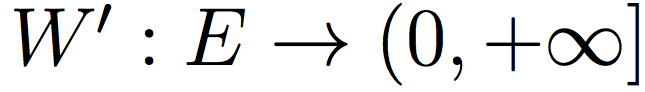 W′ : E → (0, +∞]